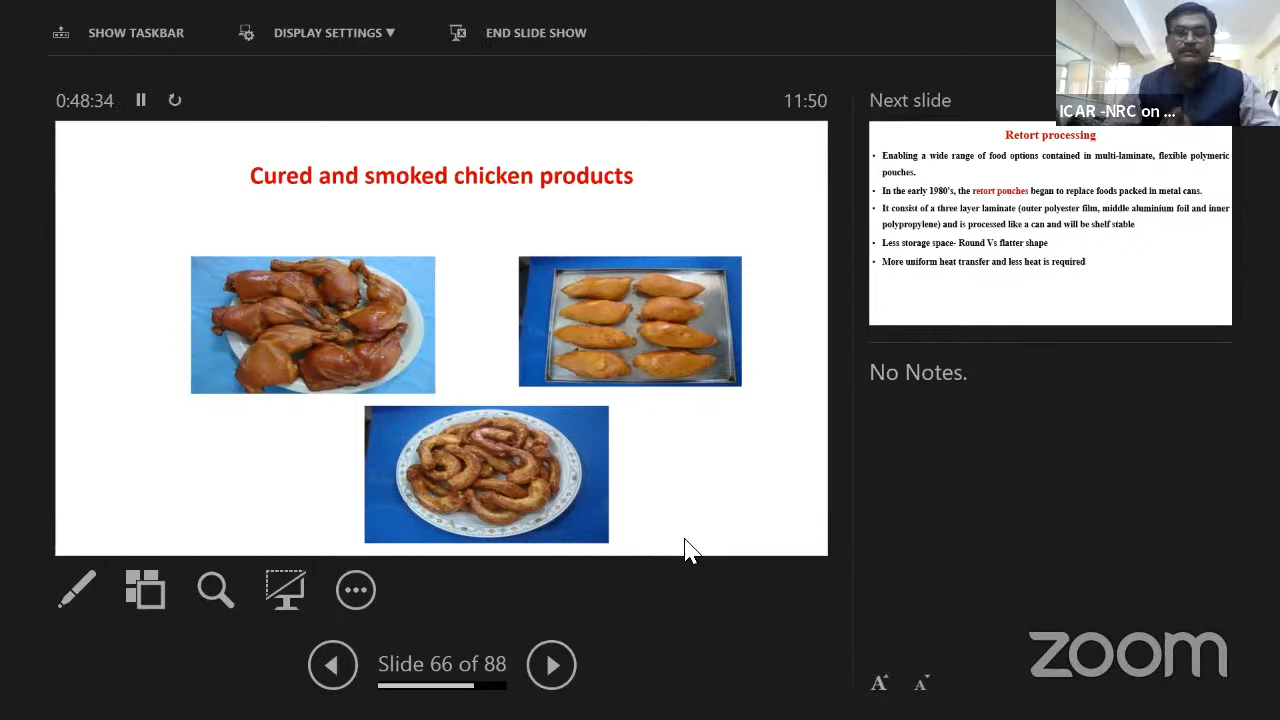 SHOW TASKBAR
DISPLAY SETTINGS ▼
END SLIDE SHOW
0:48:34
11:50
Cured and smoked chicken products
Slide 66 of 88
Next slide
ICAR -NRC on ...
Retort processing
• Enabling a wide range of food options contained in multi-laminate, flexible polymeric
pouches.
• In the early 1980's, the retort pouches began to replace foods packed in metal cans.
• It consist of a three layer laminate (outer polyester film, middle aluminium foil and inner
polypropylene) and is processed like a can and will be shelf stable
• Less storage space- Round Vs flatter shape
• More uniform heat transfer and less heat is required
No Notes.
A A
zoom